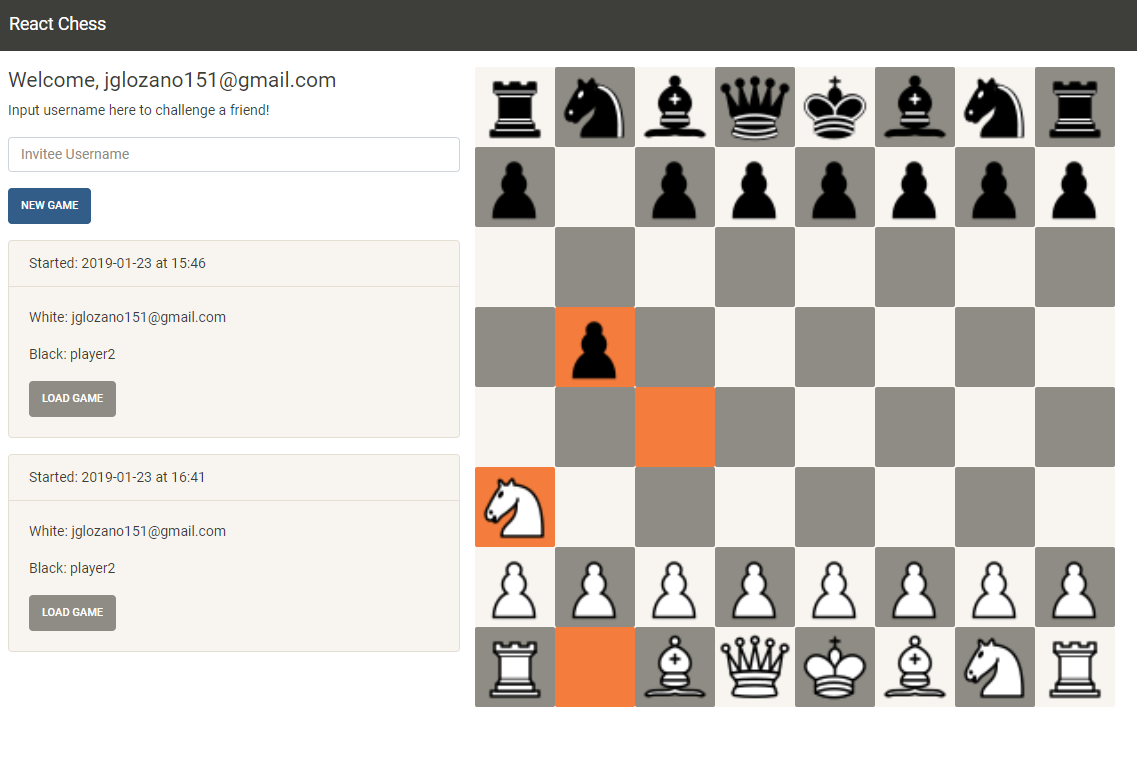 React Chess
Welcome, jglozano151@gmail.com
Input username here to challenge a friend!
Invitee Username
NEW GAME
Started: 2019-01-23 at 15:46
White: jglozano151@gmail.com
Black: player2
LOAD GAME
Started: 2019-01-23 at 16:41
White: jglozano151@gmail.com
Black: player2
LOAD GAME